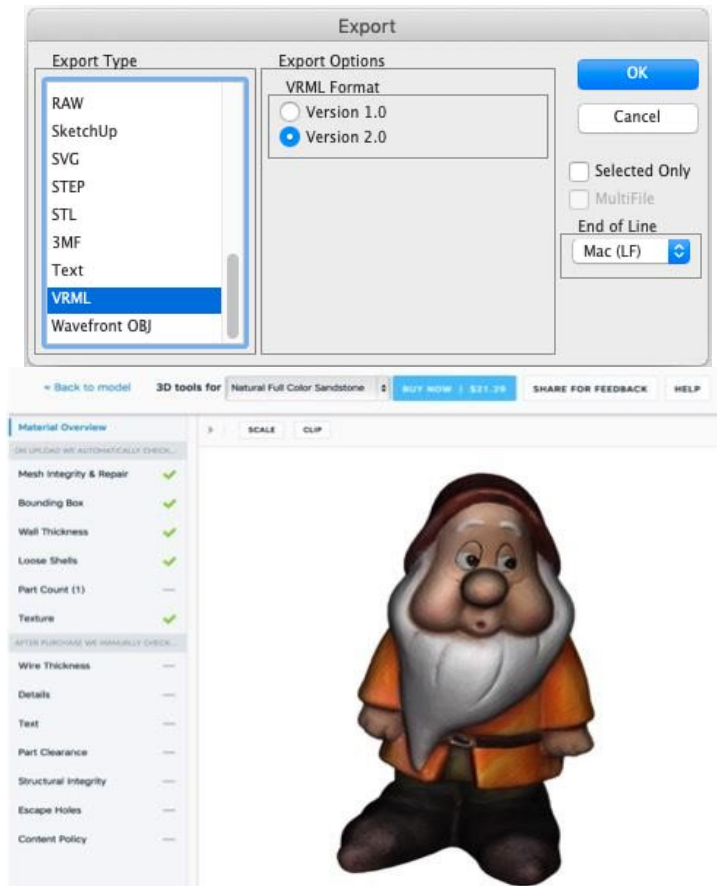 Export
Export Type
RAW
SketchUp
SVG
STEP
STL
3MF
Text
VRML
Wavefront OBJ
Export Options
VRML Format
Version 1.0
Version 2.0
OK
Cancel
Selected Only
MultiFile
End of Line
Mac (LF)
« Back to model
3D tools for Natural Full Color Sandstone
BUY NOW | $21.29
SHARE FOR FEEDBACK
HELP
Material Overview
ON UPLOAD WE AUTOMATICALLY CHECK...
Mesh Integrity & Repair
Bounding Box
Wall Thickness
Loose Shells
Part Count (1)
Texture
AFTER PURCHASE WE MANUALLY CHECK...
Wire Thickness
Details
Text
Part Clearance
Structural Integrity
Escape Holes
Content Policy
SCALE
CLIP